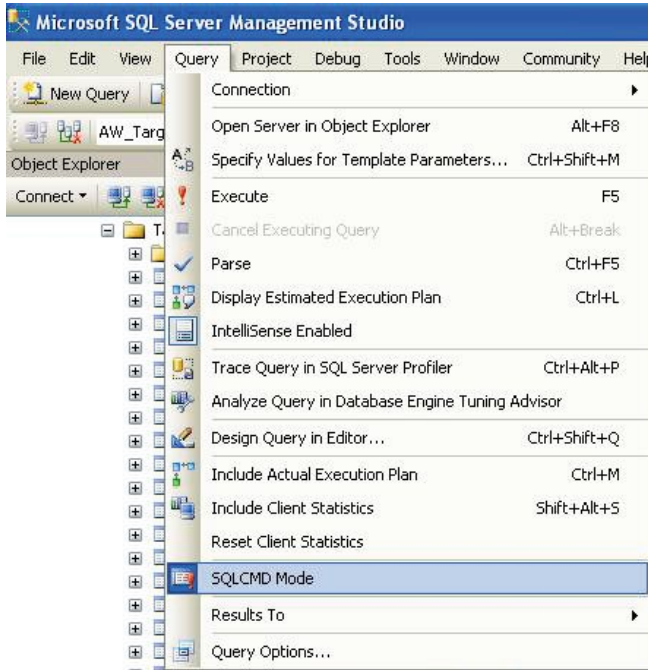 Microsoft SQL Server Management Studio
File Edit View Query Project Debug Tools Window Community Help
New Query
Connection
AW_Targ
Open Server in Object Explorer Alt+F8
Object Explorer
Specify Values for Template Parameters... Ctrl+Shift+M
Connect
Execute F5
Cancel Executing Query Alt+Break
Parse Ctrl+F5
Display Estimated Execution Plan Ctrl+L
IntelliSense Enabled
Trace Query in SQL Server Profiler Ctrl+Alt+P
Analyze Query in Database Engine Tuning Advisor
Design Query in Editor... Ctrl+Shift+Q
Include Actual Execution Plan Ctrl+M
Include Client Statistics Shift+Alt+S
Reset Client Statistics
SQLCMD Mode
Results To
Query Options...